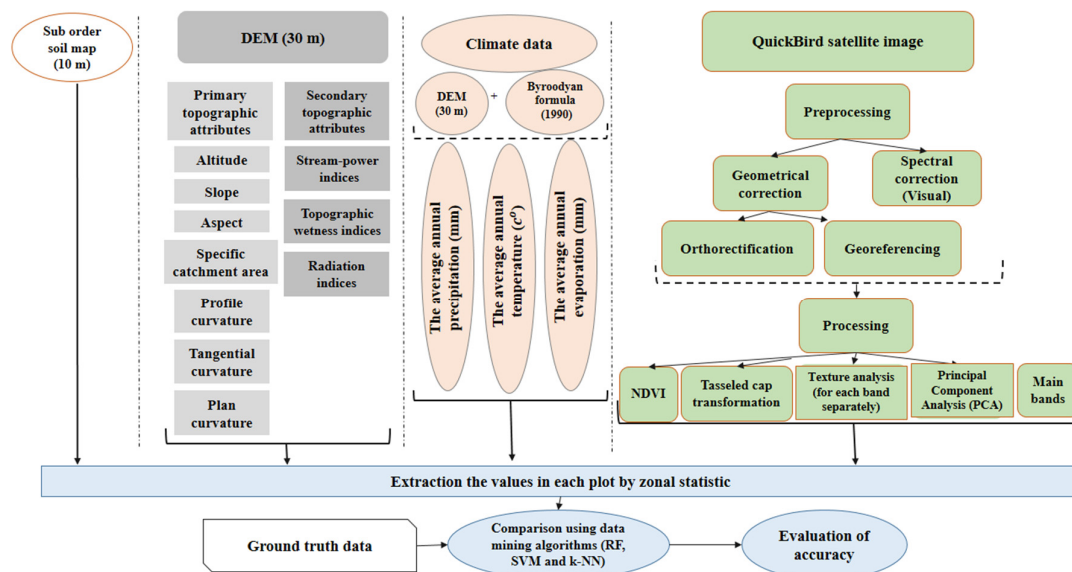 Sub order
soil map
(10 m)
DEM (30 m)
Primary
topographic
attributes
Altitude
Slope
Aspect
Specific
catchment area
Profile
curvature
Tangential
curvature
Plan
curvature
Secondary
topographic
attributes
Stream-power
indices
Topographic
wetness indices
Radiation
indices
Climate data
DEM
(30 m)
+
Byroodyan
formula
(1990)
The average annual
precipitation (mm)
The average annual
temperature (c°)
The average annual
evaporation (mm)
QuickBird satellite image
Preprocessing
Geometrical
correction
Spectral
correction
(Visual)
Orthorectification
Georeferencing
Processing
NDVI
Tasseled cap
transformation
Texture analysis
(for each band
separately)
Principal
Component
Analysis (PCA)
Main
bands
Extraction the values in each plot by zonal statistic
Ground truth data
Comparison using data
mining algorithms (RF,
SVM and k-NN)
Evaluation of
accuracy